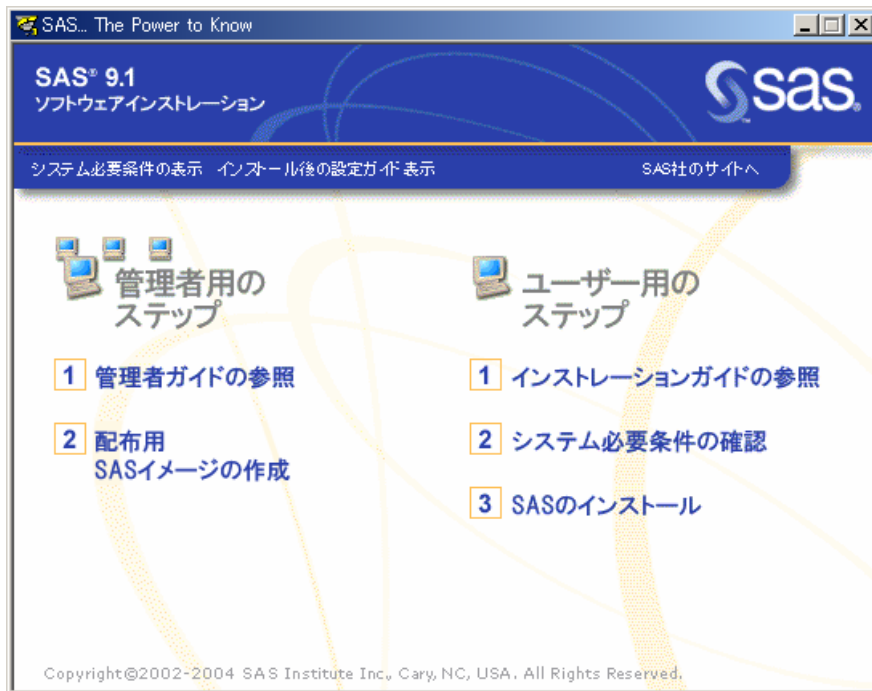 SAS... The Power to Know
SAS® 9.1
ソフトウェアインストレーション
sas.
システム必要条件の表示 インストール後の設定ガイド表示 SAS社のサイトへ
管理者用の
ステップ
1 管理者ガイドの参照
2 配布用
SASイメージの作成
ユーザー用の
ステップ
1 インストレーションガイドの参照
2 システム必要条件の確認
3 SASのインストール
Copyright©2002-2004 SAS Institute Inc., Cary, NC, USA. All Rights Reserved.